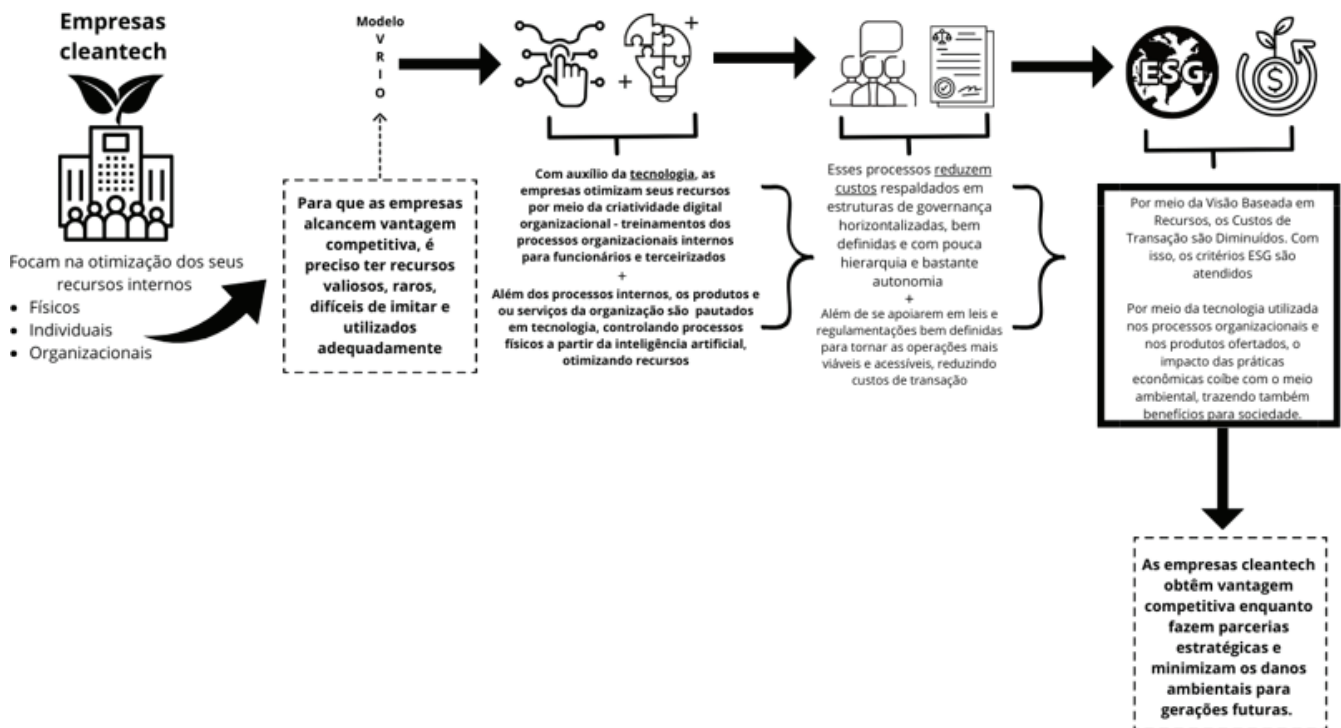 Empresas
cleantech
Focam na otimização dos seus
recursos internos
• Físicos
• Individuais
• Organizacionais
Modelo
V
R
I
O
Para que as empresas
alcancem vantagem
competitiva, é
preciso ter recursos
valiosos, raros,
difíceis de imitar e
utilizados
adequadamente
Com auxílio da tecnologia, as
empresas otimizam seus recursos
por meio da criatividade digital
organizacional - treinamentos dos
processos organizacionais internos
para funcionários e terceirizados
+
Além dos processos internos, os produtos e
ou serviços da organização são pautados
em tecnologia, controlando processos
físicos a partir da inteligência artificial,
otimizando recursos
Esses processos reduzem
custos respaldados em
estruturas de governança
horizontalizadas, bem
definidas e com pouca
hierarquia e bastante
autonomia
+
Além de se apoiarem em leis e
regulamentações bem definidas
para tornar as operações mais
viáveis e acessíveis, reduzindo
custos de transação
ESG
$
Por meio da Visão Baseada em
Recursos, os Custos de
Transação são Diminuídos. Com
isso, os critérios ESG são
atendidos
Por meio da tecnologia utilizada
nos processos organizacionais e
nos produtos ofertados, o
impacto das práticas
econômicas coíbe com o meio
ambiental, trazendo também
benefícios para sociedade.
As empresas cleantech
obtêm vantagem
competitiva enquanto
fazem parcerias
estratégicas e
minimizam os danos
ambientais para
gerações futuras.